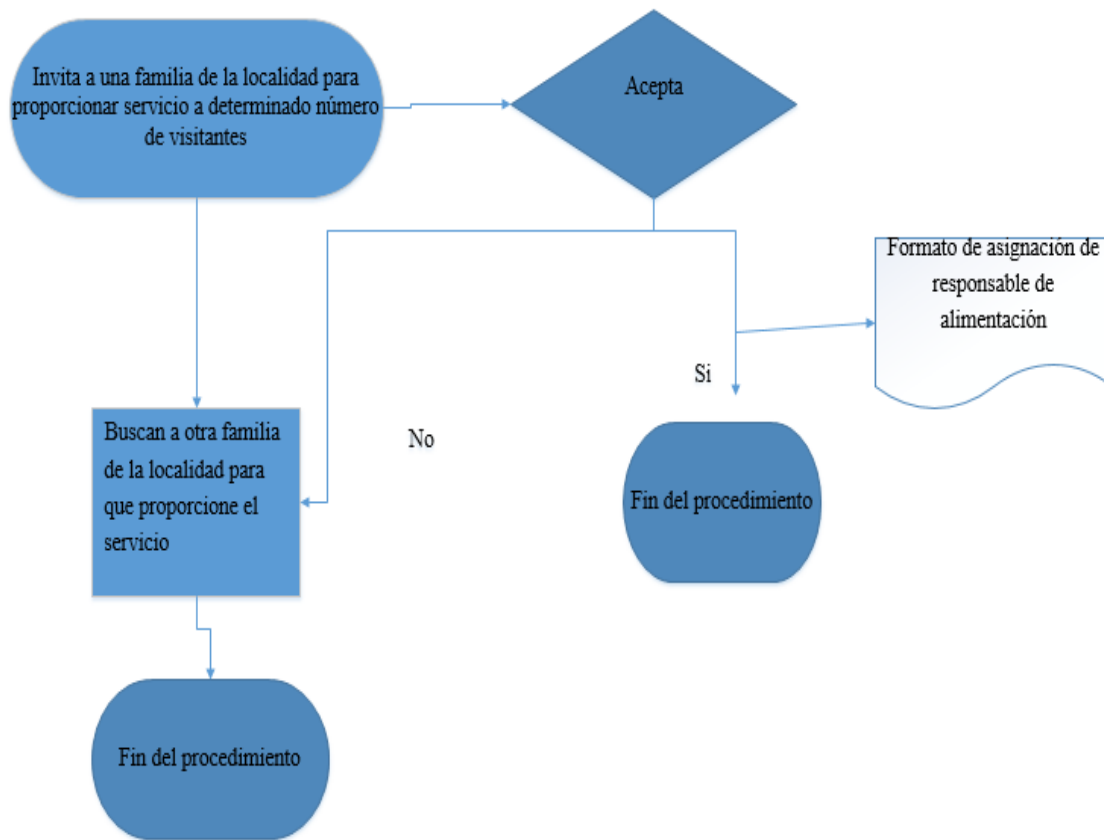 Invita a una familia de la localidad para
proporcionar servicio a determinado número
de visitantes
Acepta
Formato de asignación de
responsable de
alimentación
Si
No
Buscan a otra familia
de la localidad para
que proporcione el
servicio
Fin del procedimiento
Fin del procedimiento